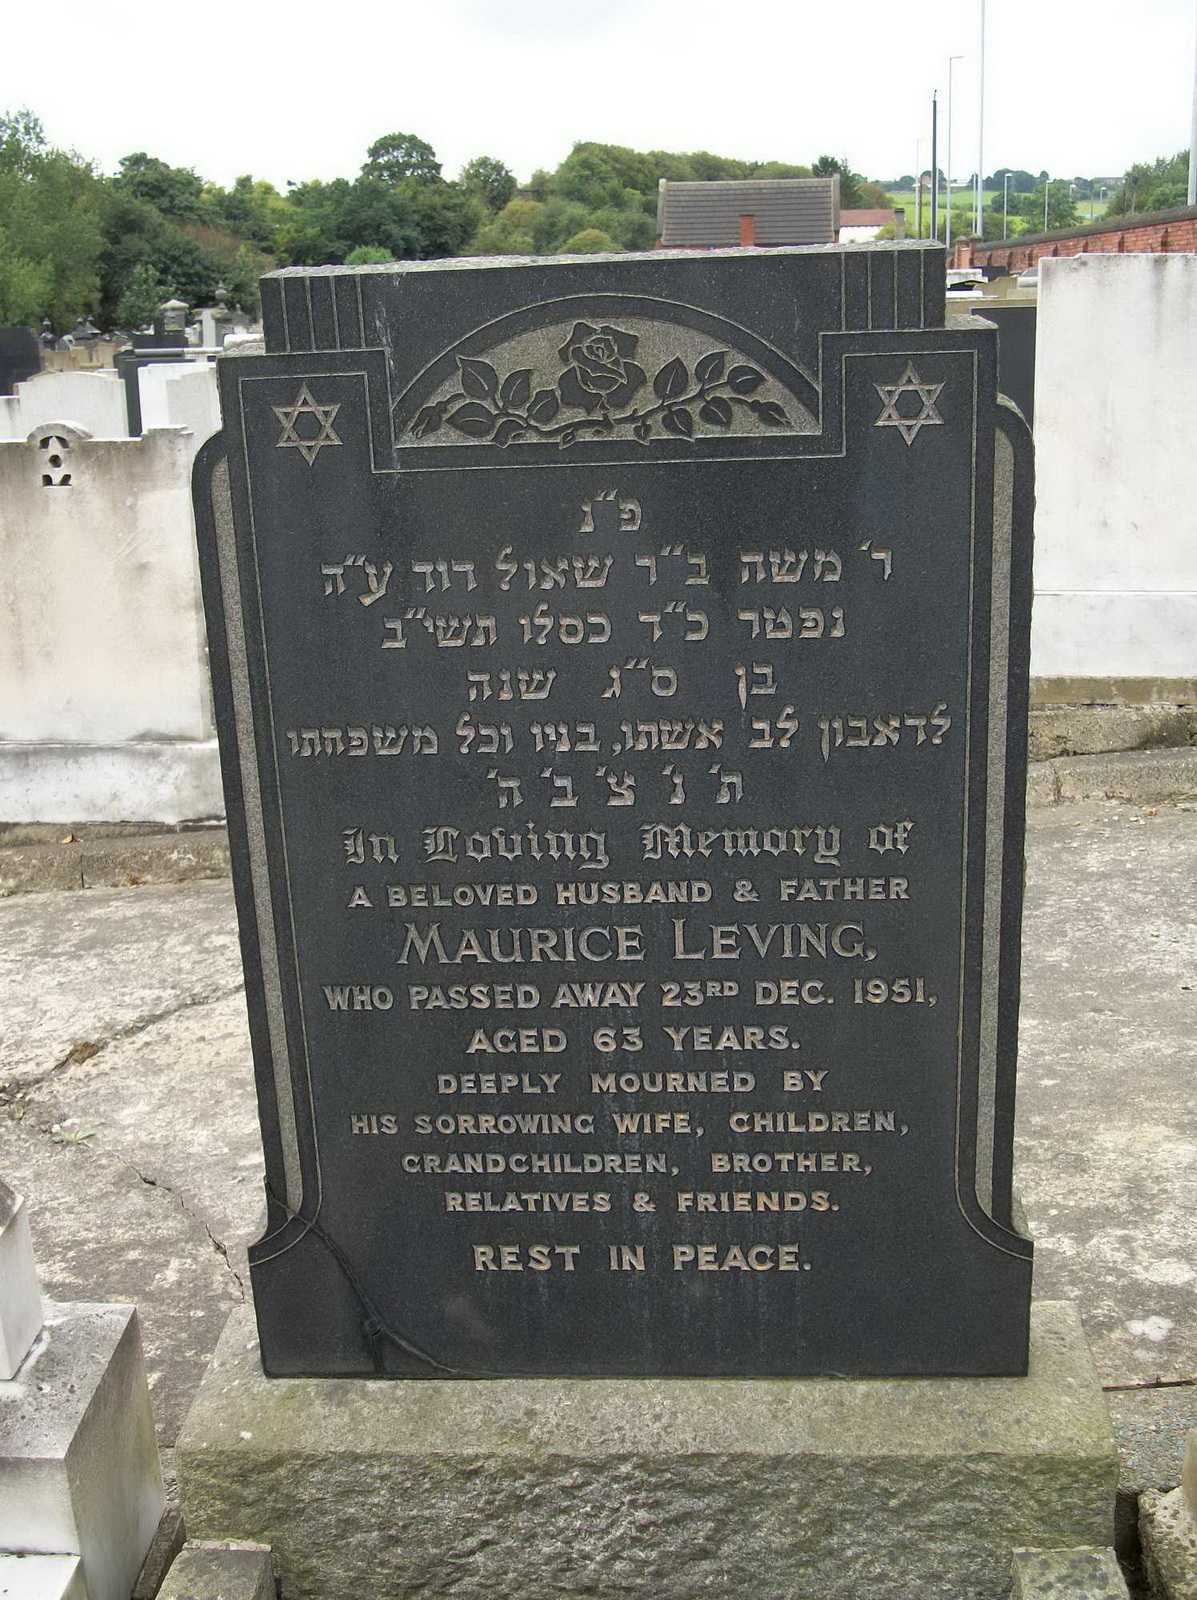 פ״נ
ר׳ משה ב״ר שאול דוד ע״ה
נפטר כ״ד כסלו תשי״ב
בן ס״ג שנה
לדאבון לב אשתו, בניו וכל משפחתו
ת׳ נ׳ צ׳ ב׳ ה׳
In Loving Memory of
A BELOVED HUSBAND & FATHER
MAURICE LEVING,
WHO PASSED AWAY 23RD DEC. 1951,
AGED 63 YEARS.
DEEPLY MOURNED BY
HIS SORROWING WIFE, CHILDREN,
GRANDCHILDREN, BROTHER,
RELATIVES & FRIENDS.
REST IN PEACE.